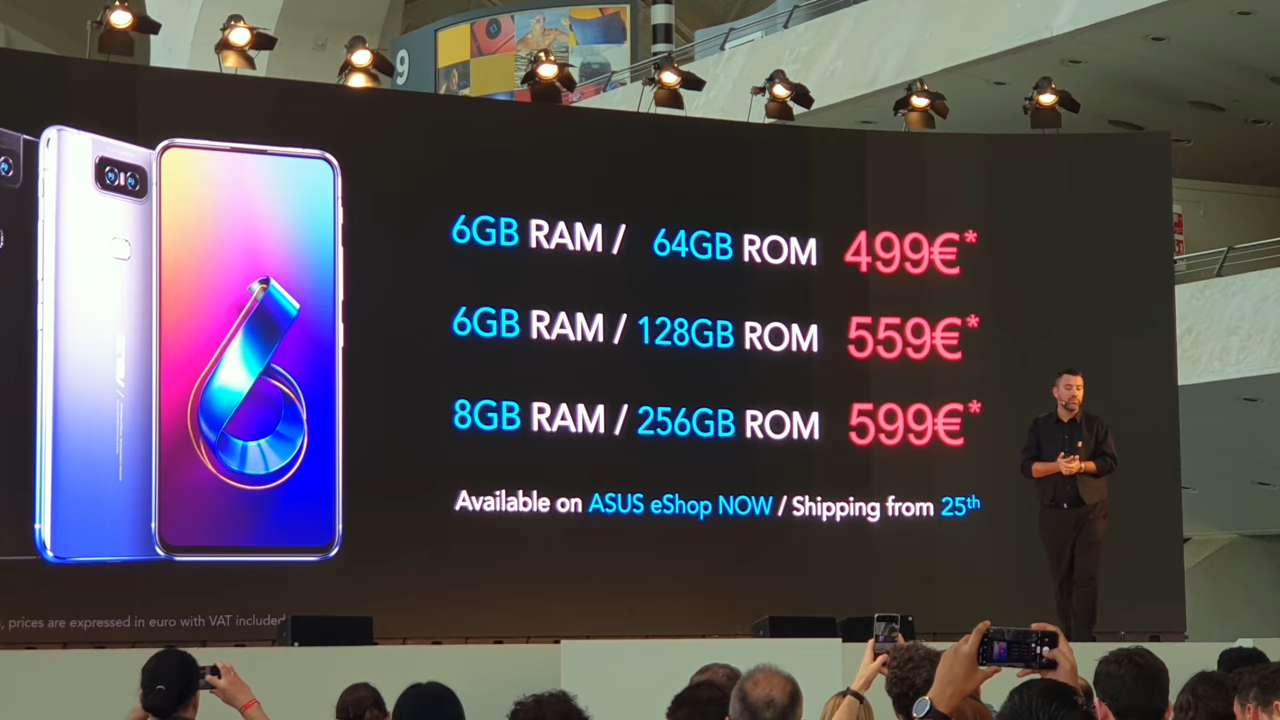 9
6GB RAM / 64GB ROM 499€*
6GB RAM / 128GB ROM 559€*
8GB RAM / 256GB ROM 599€*
Available on ASUS eShop NOW / Shipping from 25th
, prices are expressed in euro with VAT included